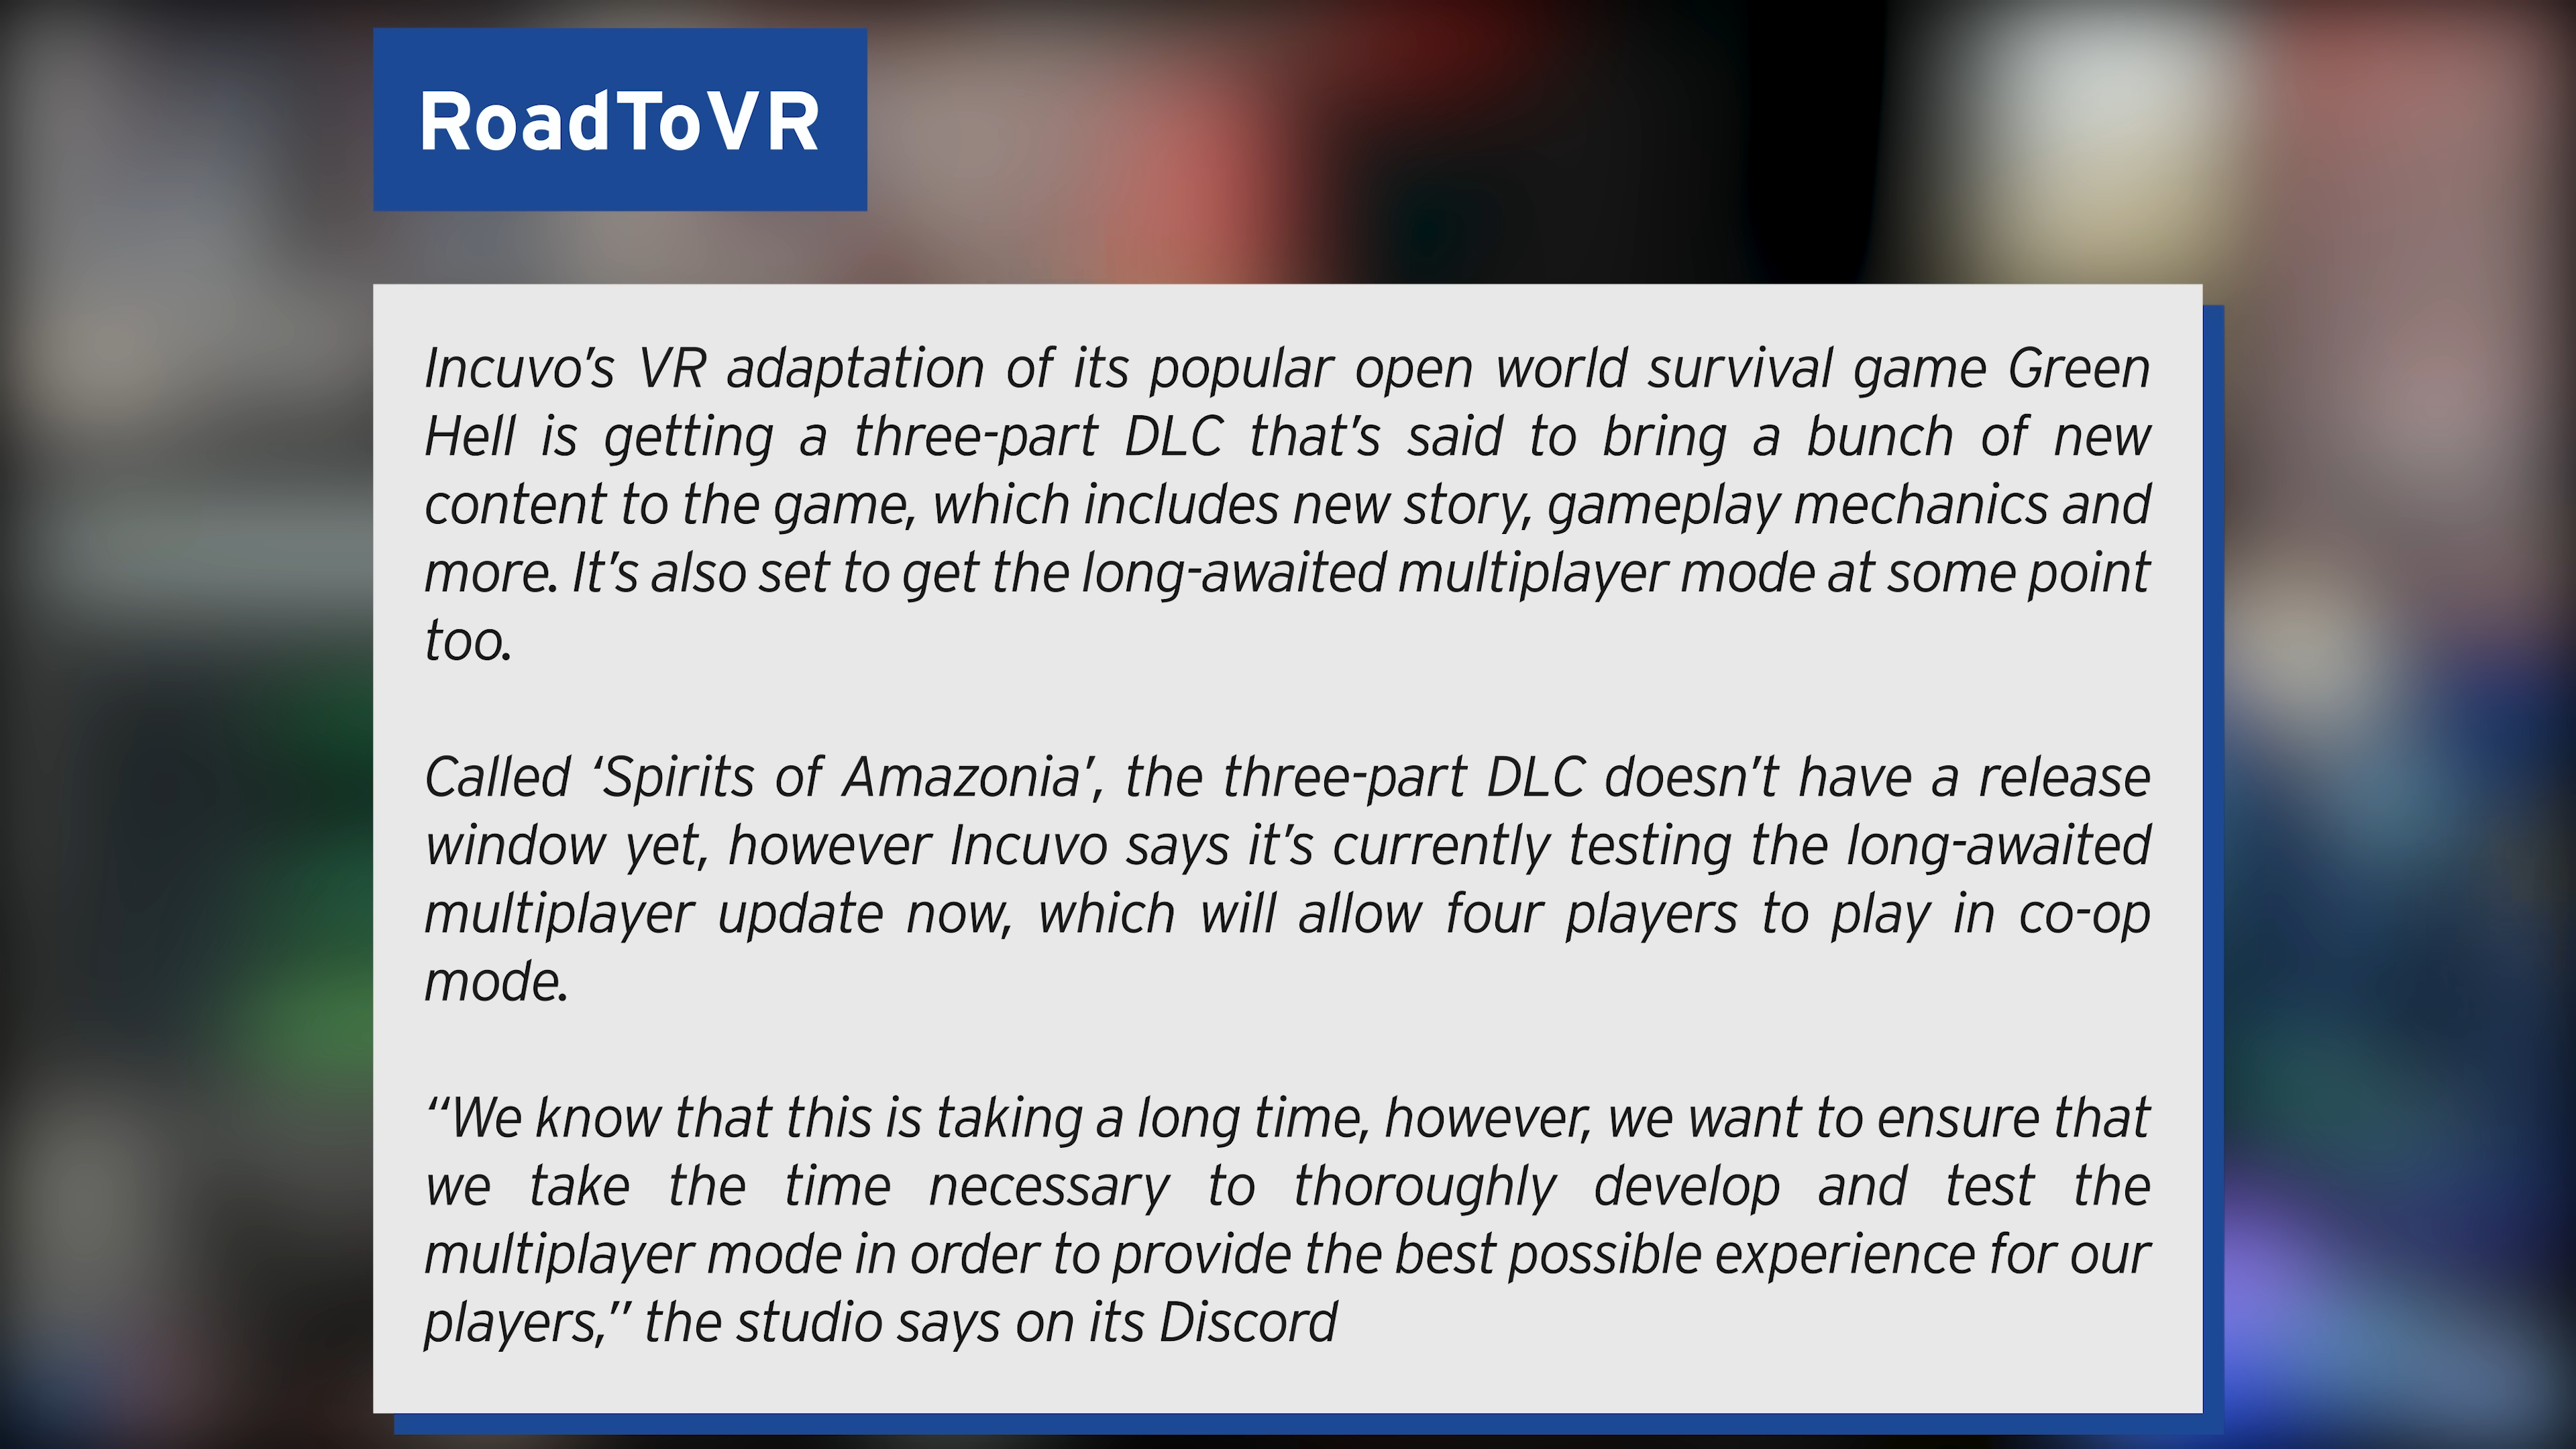 RoadToVR
Incuvo’s VR adaptation of its popular open world survival game Green
Hell is getting a three-part DLC that’s said to bring a bunch of new
content to the game, which includes new story, gameplay mechanics and
more. It’s also set to get the long-awaited multiplayer mode at some point
too.
Called ‘Spirits of Amazonia’, the three-part DLC doesn’t have a release
window yet, however Incuvo says it’s currently testing the long-awaited
multiplayer update now, which will allow four players to play in co-op
mode.
“We know that this is taking a long time, however, we want to ensure that
we take the time necessary to thoroughly develop and test the
multiplayer mode in order to provide the best possible experience for our
players,” the studio says on its Discord